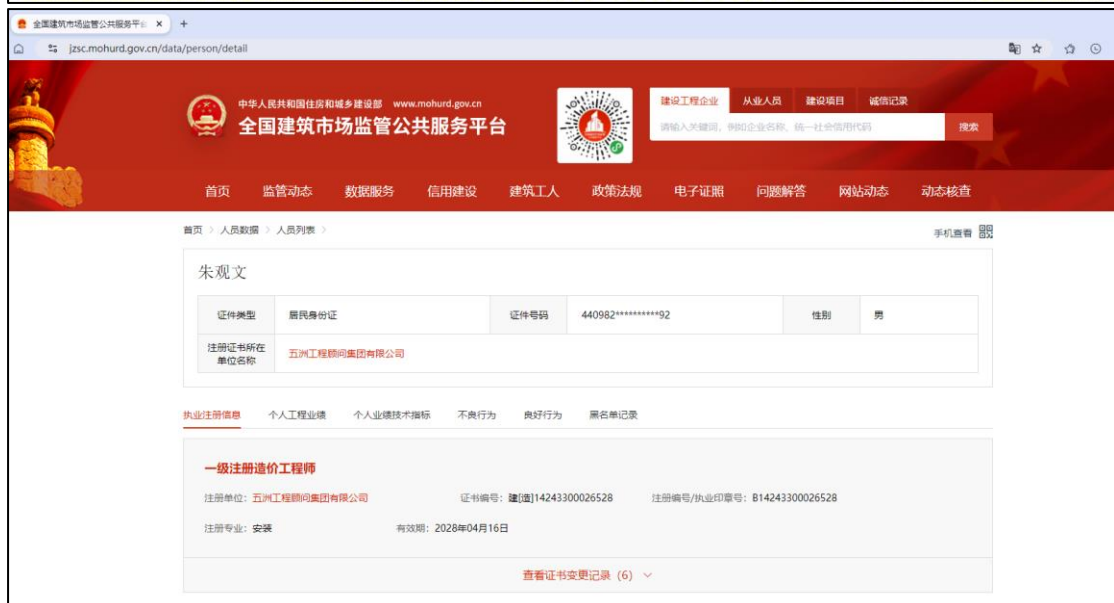 全国建筑市场监管公共服务平台 × +
jzsc.mohurd.gov.cn/data/person/detail
中华人民共和国住房和城乡建设部 www.mohurd.gov.cn
全国建筑市场监管公共服务平台
建设工程企业 从业人员 建设项目 诚信记录
请输入关键词，例如企业名称、统一社会信用代码 搜索
首页 监管动态 数据服务 信用建设 建筑工人 政策法规 电子证照 问题解答 网站动态 动态核查
首页 > 人员数据 > 人员列表 >
手机查看
朱观文
证件类型 居民身份证 证件号码 440982**********92 性别 男
注册证书所在
单位名称
五洲工程顾问集团有限公司
执业注册信息 个人工程业绩 个人业绩技术指标 不良行为 良好行为 黑名单记录
一级注册造价工程师
注册单位：五洲工程顾问集团有限公司 证书编号：建[造]14243300026528 注册编号/执业印章号：B14243300026528
注册专业：安装 有效期：2028年04月16日
查看证书变更记录（6）